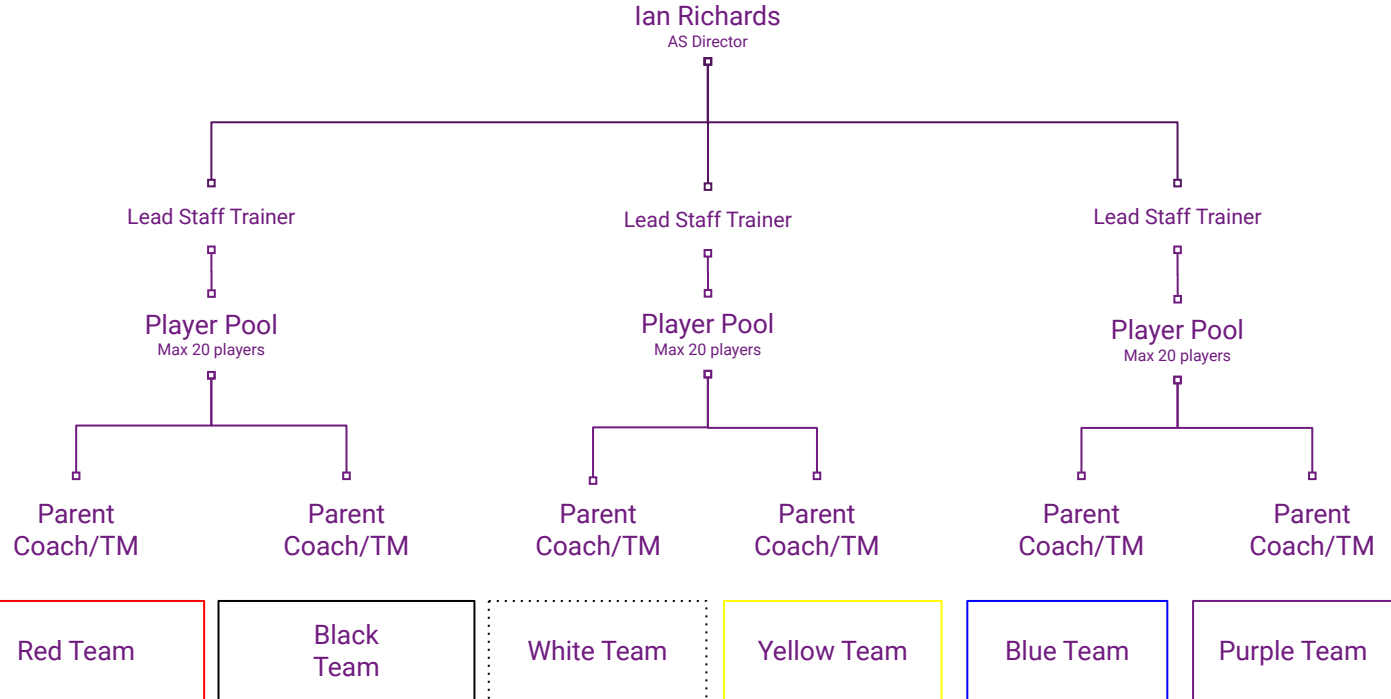 Ian Richards
AS Director
Lead Staff Trainer
Lead Staff Trainer
Lead Staff Trainer
Player Pool
Max 20 players
Player Pool
Max 20 players
Player Pool
Max 20 players
Parent
Coach/TM
Parent
Coach/TM
Parent
Coach/TM
Parent
Coach/TM
Parent
Coach/TM
Parent
Coach/TM
Red Team
Black
Team
White Team
Yellow Team
Blue Team
Purple Team